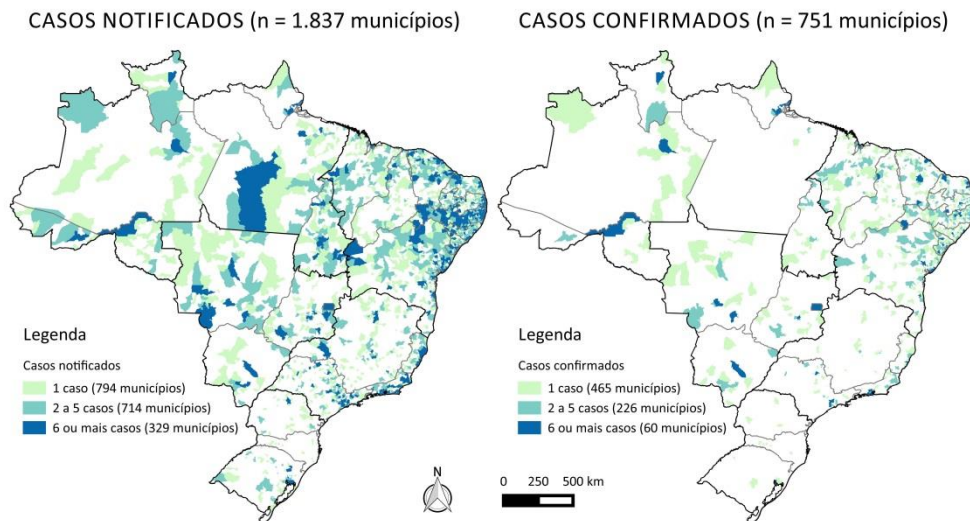 CASOS NOTIFICADOS (n = 1.837 municípios)
CASOS CONFIRMADOS (n = 751 municípios)
Legenda
Casos notificados
1 caso (794 municípios)
2 a 5 casos (714 municípios)
6 ou mais casos (329 municípios)
Legenda
Casos confirmados
1 caso (465 municípios)
2 a 5 casos (226 municípios)
6 ou mais casos (60 municípios)
N
0 250 500 km